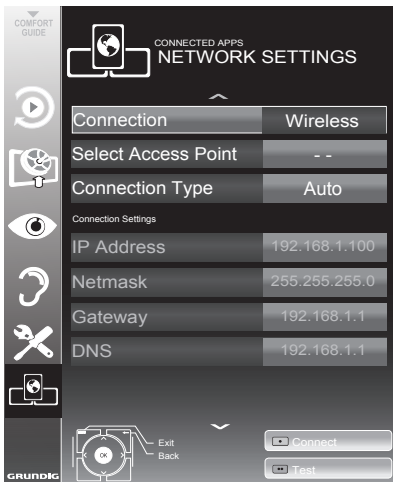 COMFORT
GUIDE
CONNECTED APPS
NETWORK SETTINGS
Connection Wireless
Select Access Point - -
Connection Type Auto
Connection Settings
IP Address 192.168.1.100
Netmask 255.255.255.0
Gateway 192.168.1.1
DNS 192.168.1.1
OK
Exit
Back
Connect
Test
GRUNDIG